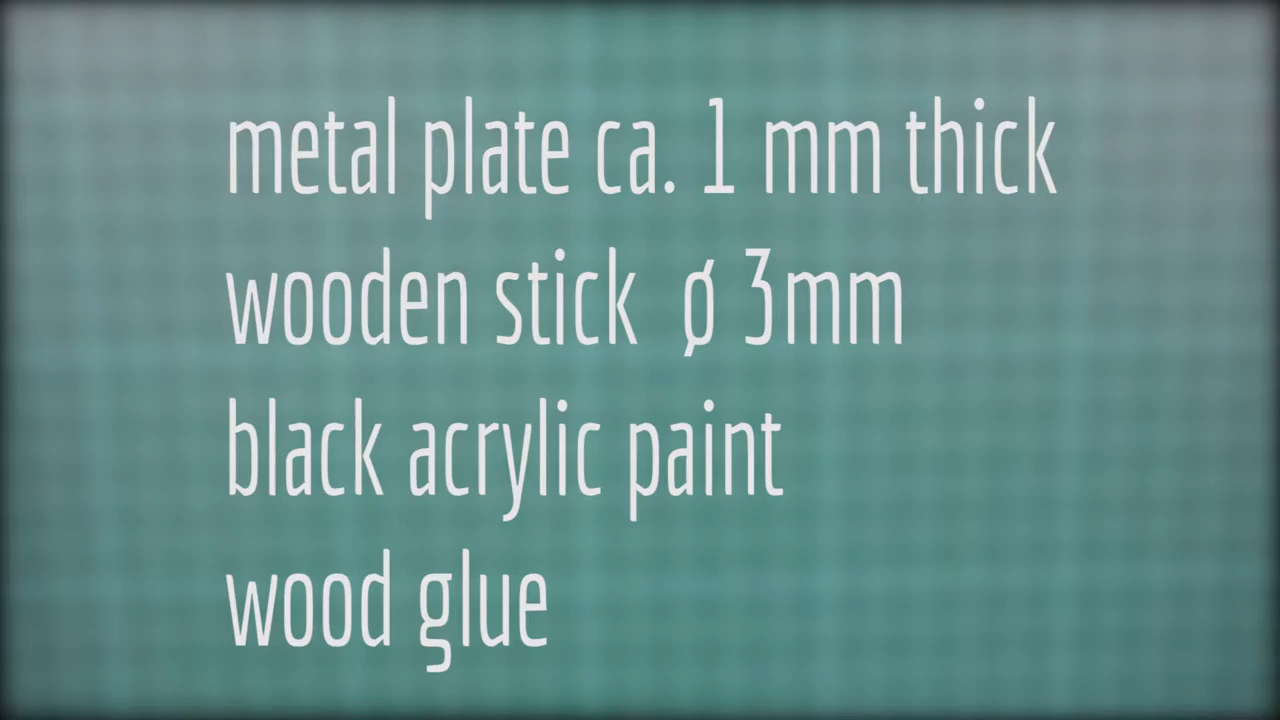 metal plate ca. 1 mm thick
wooden stick ø 3mm
black acrylic paint
wood glue